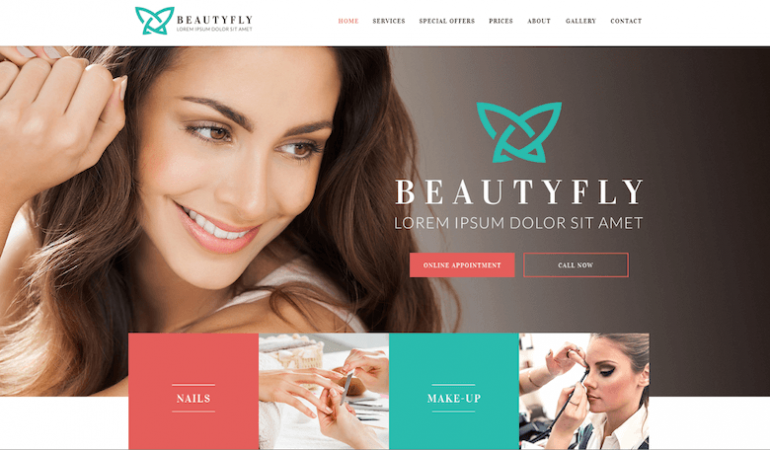 BEAUTYFLY
LOREM IPSUM DOLOR SIT AMET
HOME SERVICES SPECIAL OFFERS PRICES ABOUT GALLERY CONTACT
BEAUTYFLY
LOREM IPSUM DOLOR SIT AMET
ONLINE APPOINTMENT CALL NOW
NAILS MAKE-UP